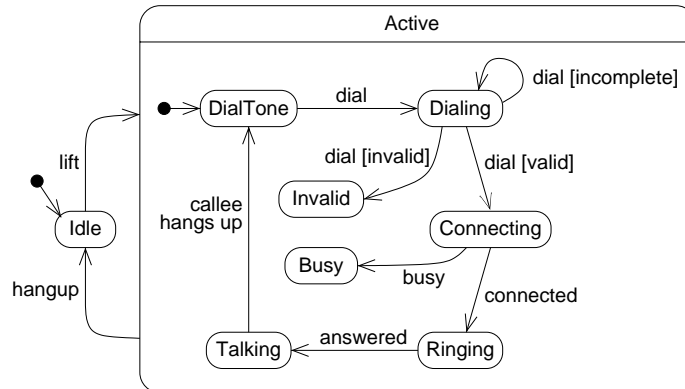 Active
DialTone
dial
Dialing
dial [incomplete]
lift
dial [invalid]
dial [valid]
Invalid
callee
hangs up
Idle
Connecting
Busy
busy
hangup
connected
Talking
answered
Ringing